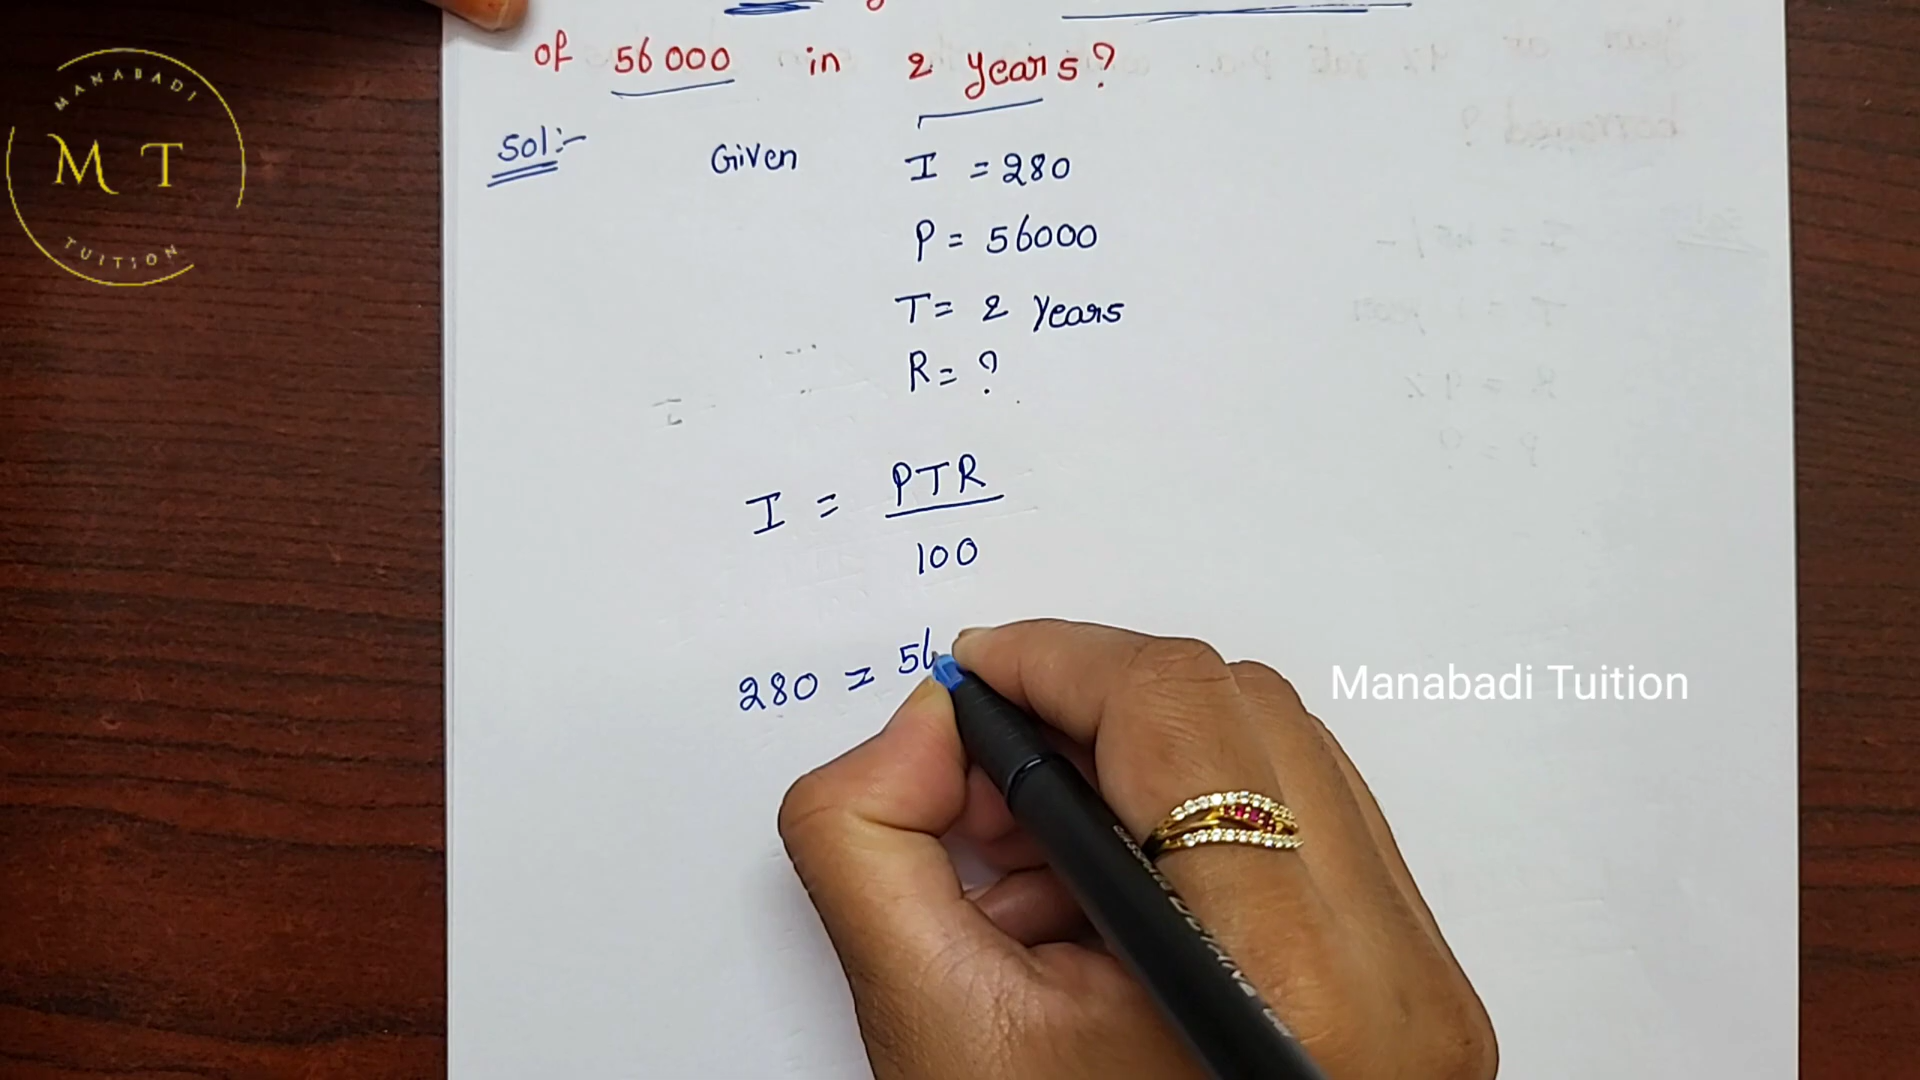 of 56000 in 2 years?
MANABADI
MT
TUITION
Sol:-
Given I = 280
P = 56000
T = 2 Years
R = ?
I = PTR
100
280 = 56
Manabadi Tuition